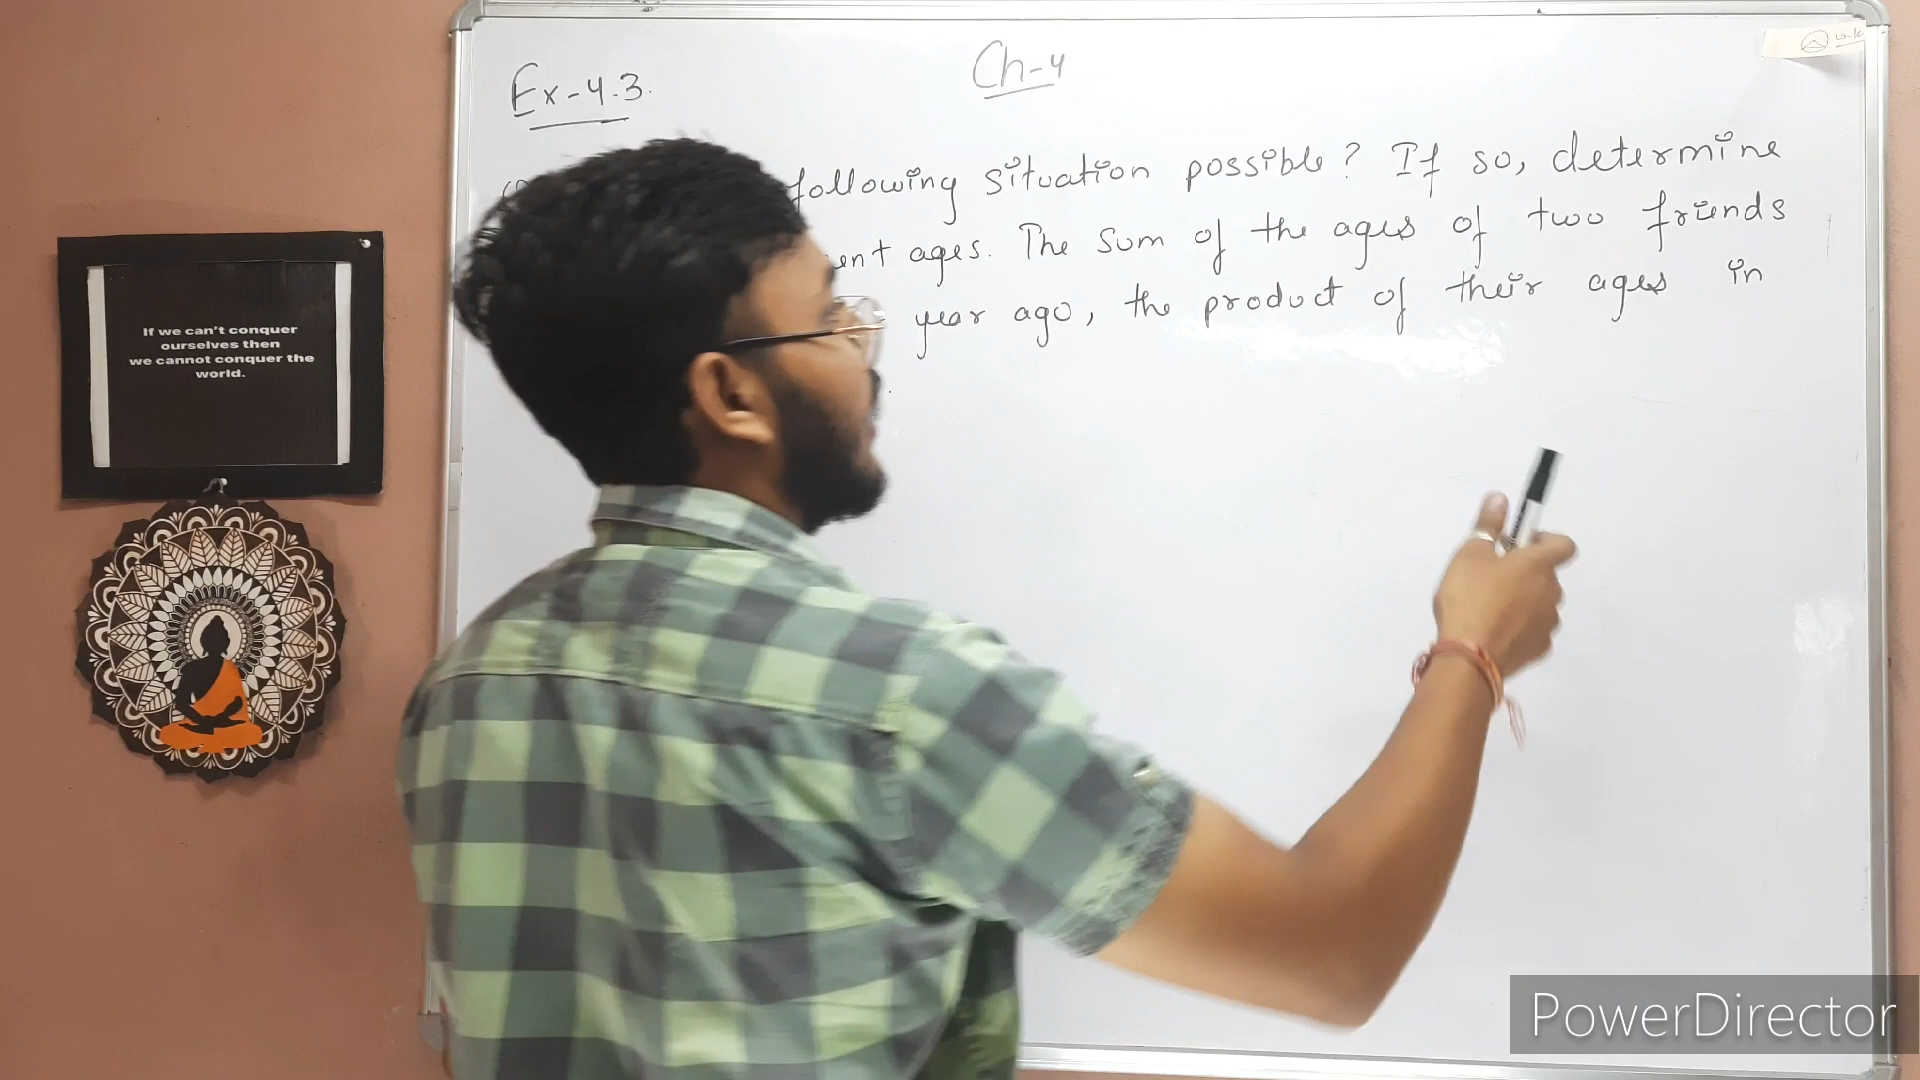 Ch-4
Ex-4.3.
following situation possible? If so, determine
ent ages. The sum of the ages of two friends
year ago, the product of their ages in
If we can't conquer
ourselves then
we cannot conquer the
world.
PowerDirector